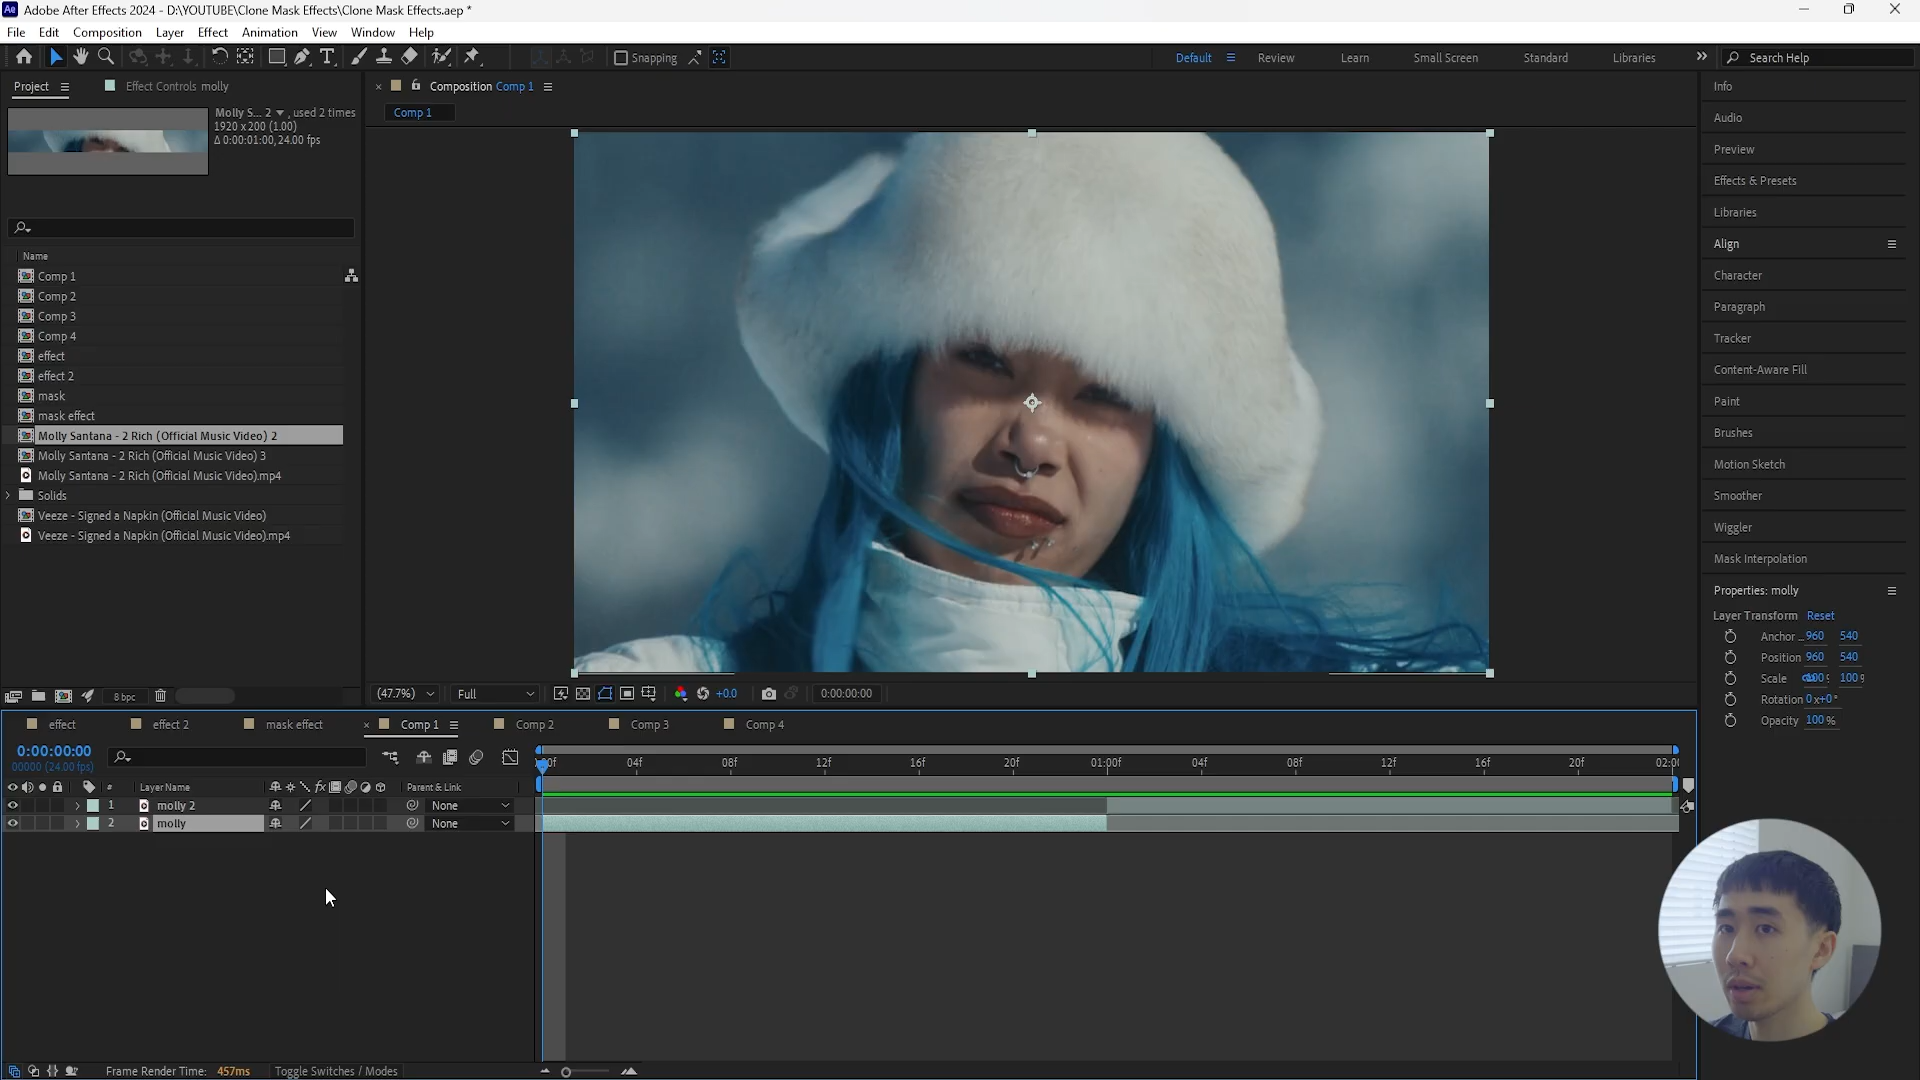 Adobe After Effects 2024 - D:\YOUTUBE\Clone Mask Effects\Clone Mask Effects.aep *
File Edit Composition Layer Effect Animation View Window Help
Snapping Default Review Learn Small Screen Standard Libraries Search Help
Project Effect Controls molly
Composition Comp 1
Comp 1
Molly S... 2 , used 2 times
1920 x 200 (1.00)
Δ 0:00:01:00, 24.00 fps
Name
Comp 1
Comp 2
Comp 3
Comp 4
effect
effect 2
mask
mask effect
Molly Santana - 2 Rich (Official Music Video) 2
Molly Santana - 2 Rich (Official Music Video) 3
Molly Santana - 2 Rich (Official Music Video).mp4
Solids
Veeze - Signed a Napkin (Official Music Video)
Veeze - Signed a Napkin (Official Music Video).mp4
8 bpc
(47.7%) Full +0.0 0:00:00:00
Info
Audio
Preview
Effects & Presets
Libraries
Align
Character
Paragraph
Tracker
Content-Aware Fill
Paint
Brushes
Motion Sketch
Smoother
Wiggler
Mask Interpolation
Properties: molly
Layer Transform Reset
Anchor ... 960 540
Position 960 540
Scale 100
Rotation 0x+0°
Opacity 100 %
effect effect 2 mask effect Comp 1 Comp 2 Comp 3 Comp 4
0:00:00:00
00000 (24.00 fps)
04f 08f 12f 16f 20f 01:00f 04f 08f 12f 16f 20f
# Layer Name fx Parent & Link
1 molly 2 None
2 molly None
Frame Render Time: 457ms Toggle Switches / Modes